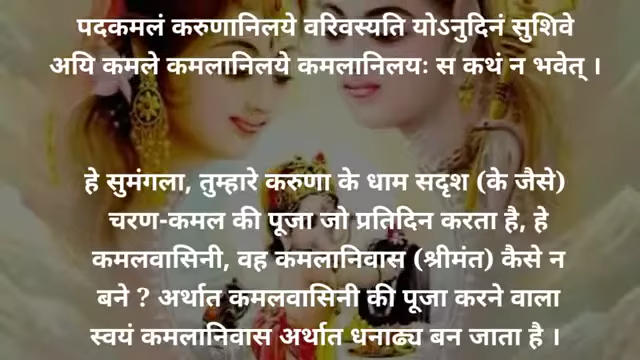 पदकमलं करुणानिलये वरिवस्यति योऽनुदिनं सुशिवे
अयि कमले कमलानिलये कमलानिलयः स कथं न भवेत् ।
हे सुमंगला, तुम्हारे करुणा के धाम सदृश (के जैसे)
चरण-कमल की पूजा जो प्रतिदिन करता है, हे
कमलवासिनी, वह कमलानिवास (श्रीमंत) कैसे न
बने ? अर्थात कमलवासिनी की पूजा करने वाला
स्वयं कमलानिवास अर्थात धनाढ्य बन जाता है ।